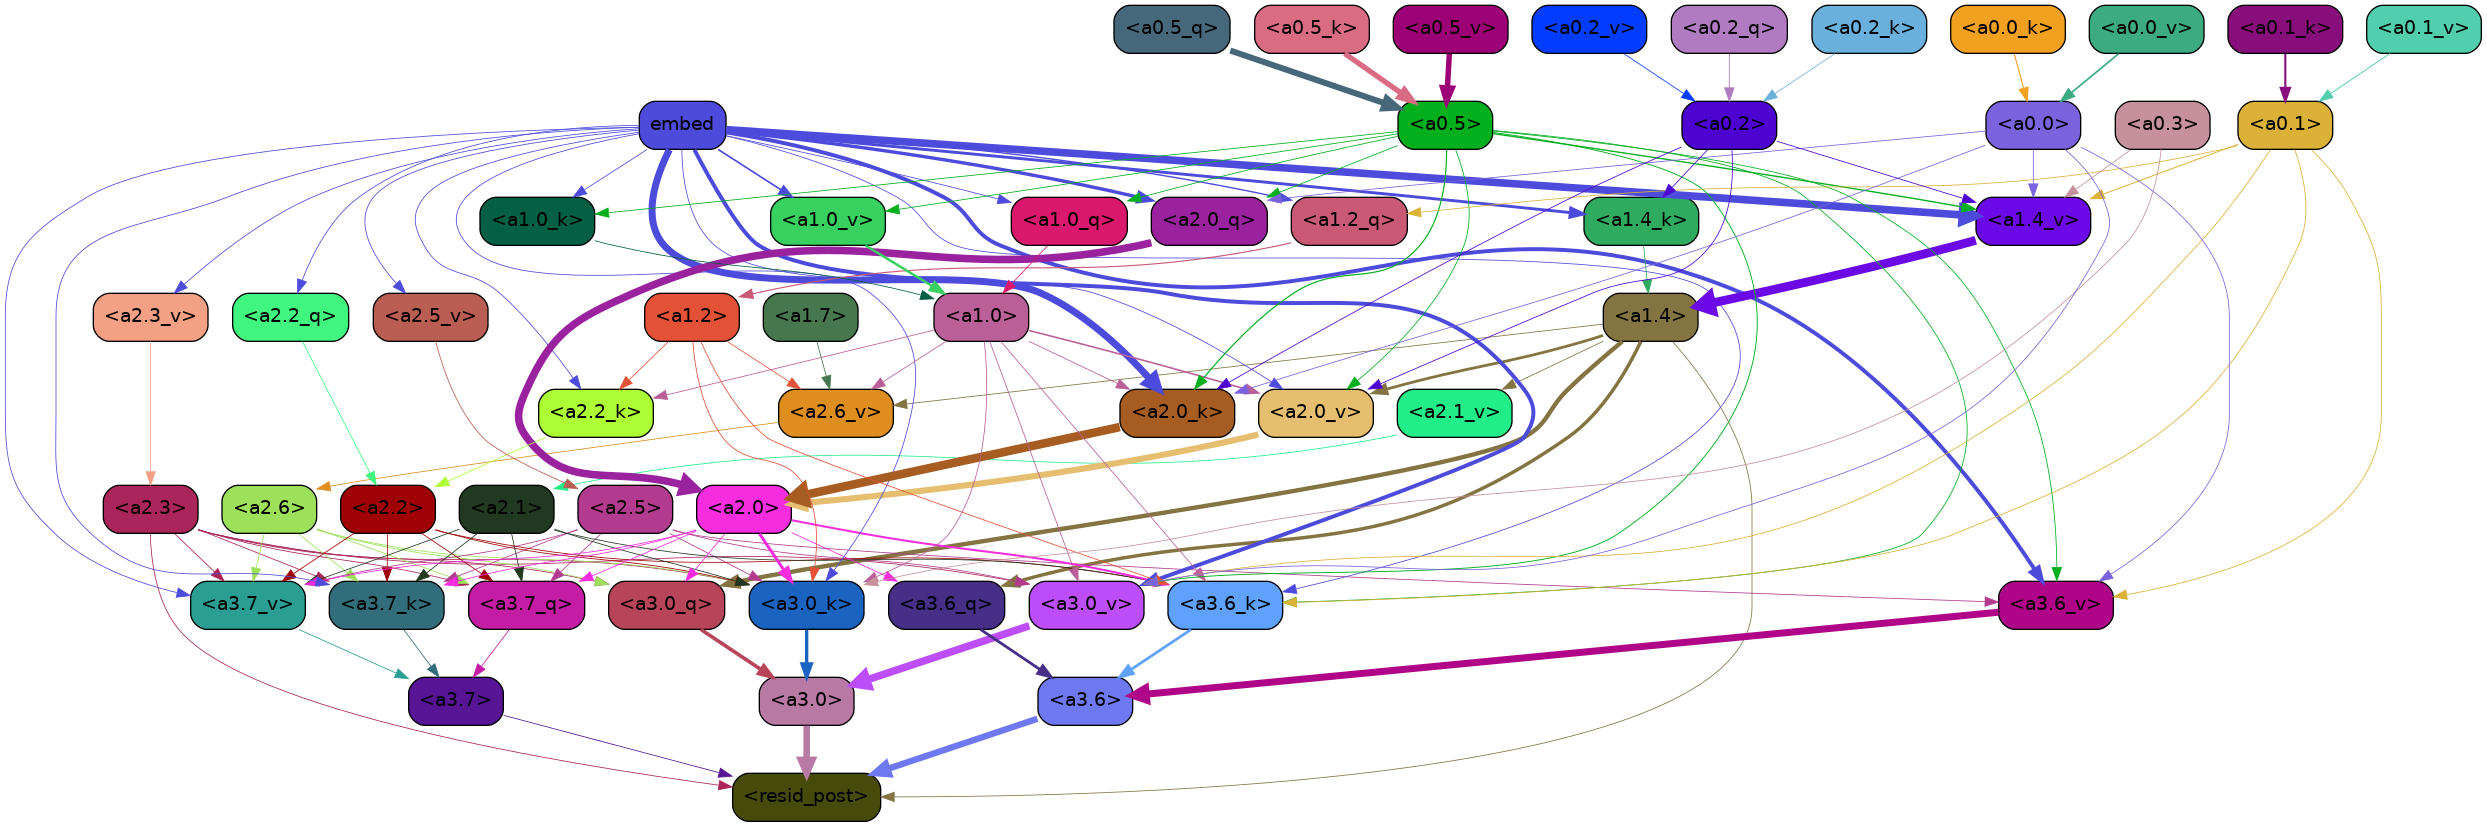 <a0.5_q> <a0.5_k> <a0.5_v> <a0.2_v> <a0.2_q> <a0.2_k> <a0.0_k> <a0.0_v> <a0.1_k> <a0.1_v>
embed <a0.5> <a0.2> <a0.0> <a0.3> <a0.1>
<a1.0_k> <a1.0_v> <a1.0_q> <a2.0_q> <a1.2_q> <a1.4_k> <a1.4_v>
<a2.3_v> <a2.2_q> <a2.5_v> <a1.2> <a1.7> <a1.0> <a1.4>
<a2.2_k> <a2.6_v> <a2.0_k> <a2.0_v> <a2.1_v>
<a2.3> <a2.6> <a2.2> <a2.1> <a2.5> <a2.0>
<a3.7_v> <a3.7_k> <a3.7_q> <a3.0_q> <a3.0_k> <a3.6_q> <a3.0_v> <a3.6_k> <a3.6_v>
<a3.7> <a3.0> <a3.6>
<resid_post>